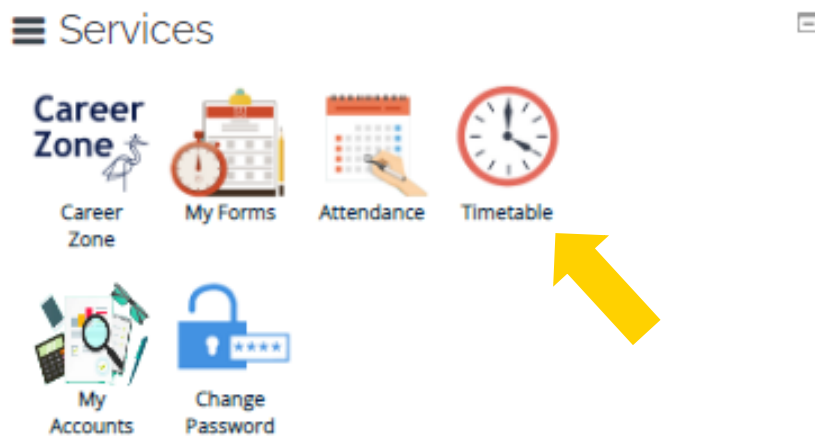 Services
Career
Zone
Career
Zone
My Forms
Attendance
Timetable
My
Accounts
****
Change
Password